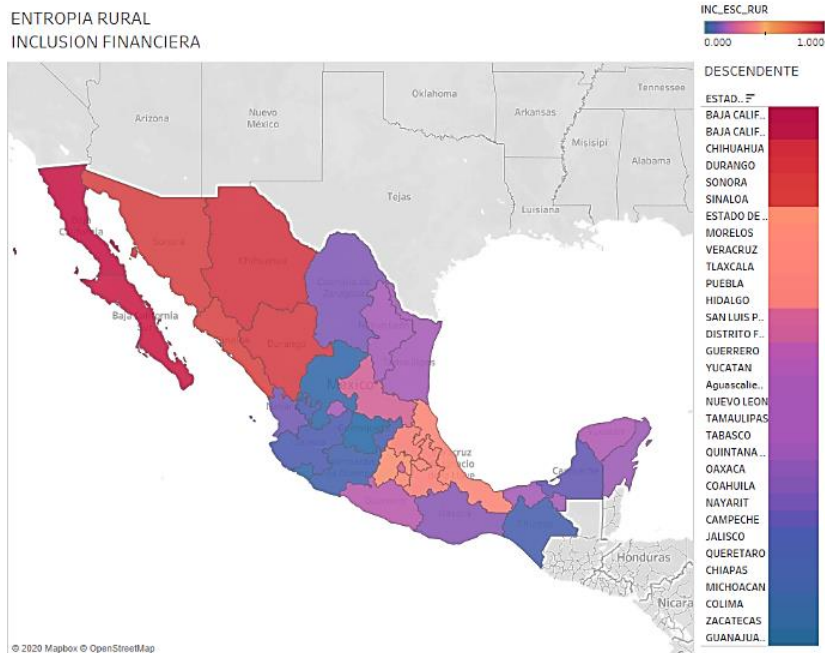 ENTROPIA RURAL
INCLUSION FINANCIERA
INC_ESC_RUR
0.000
1.000
DESCENDENTE
ESTAD..
BAJA CALIF..
BAJA CALIF..
CHIHUAHUA
DURANGO
SONORA
SINALOA
ESTADO DE ..
MORELOS
VERACRUZ
TLAXCALA
PUEBLA
HIDALGO
SAN LUIS P..
DISTRITO F..
GUERRERO
YUCATAN
Aguascalie..
NUEVO LEON
TAMAULIPAS
TABASCO
QUINTANA ..
OAXACA
COAHUILA
NAYARIT
CAMPECHE
JALISCO
QUERETARO
CHIAPAS
MICHOACAN
COLIMA
ZACATECAS
GUANAJUA..
Oklahoma
Tennessee
Arizona
Nuevo
México
Arkansas
Misisipi
Alabama
Tejas
Luisiana
Sonora
Chihuahua
Baja California
Durango
México
Honduras
Nicara
© 2020 Mapbox © OpenStreetMap